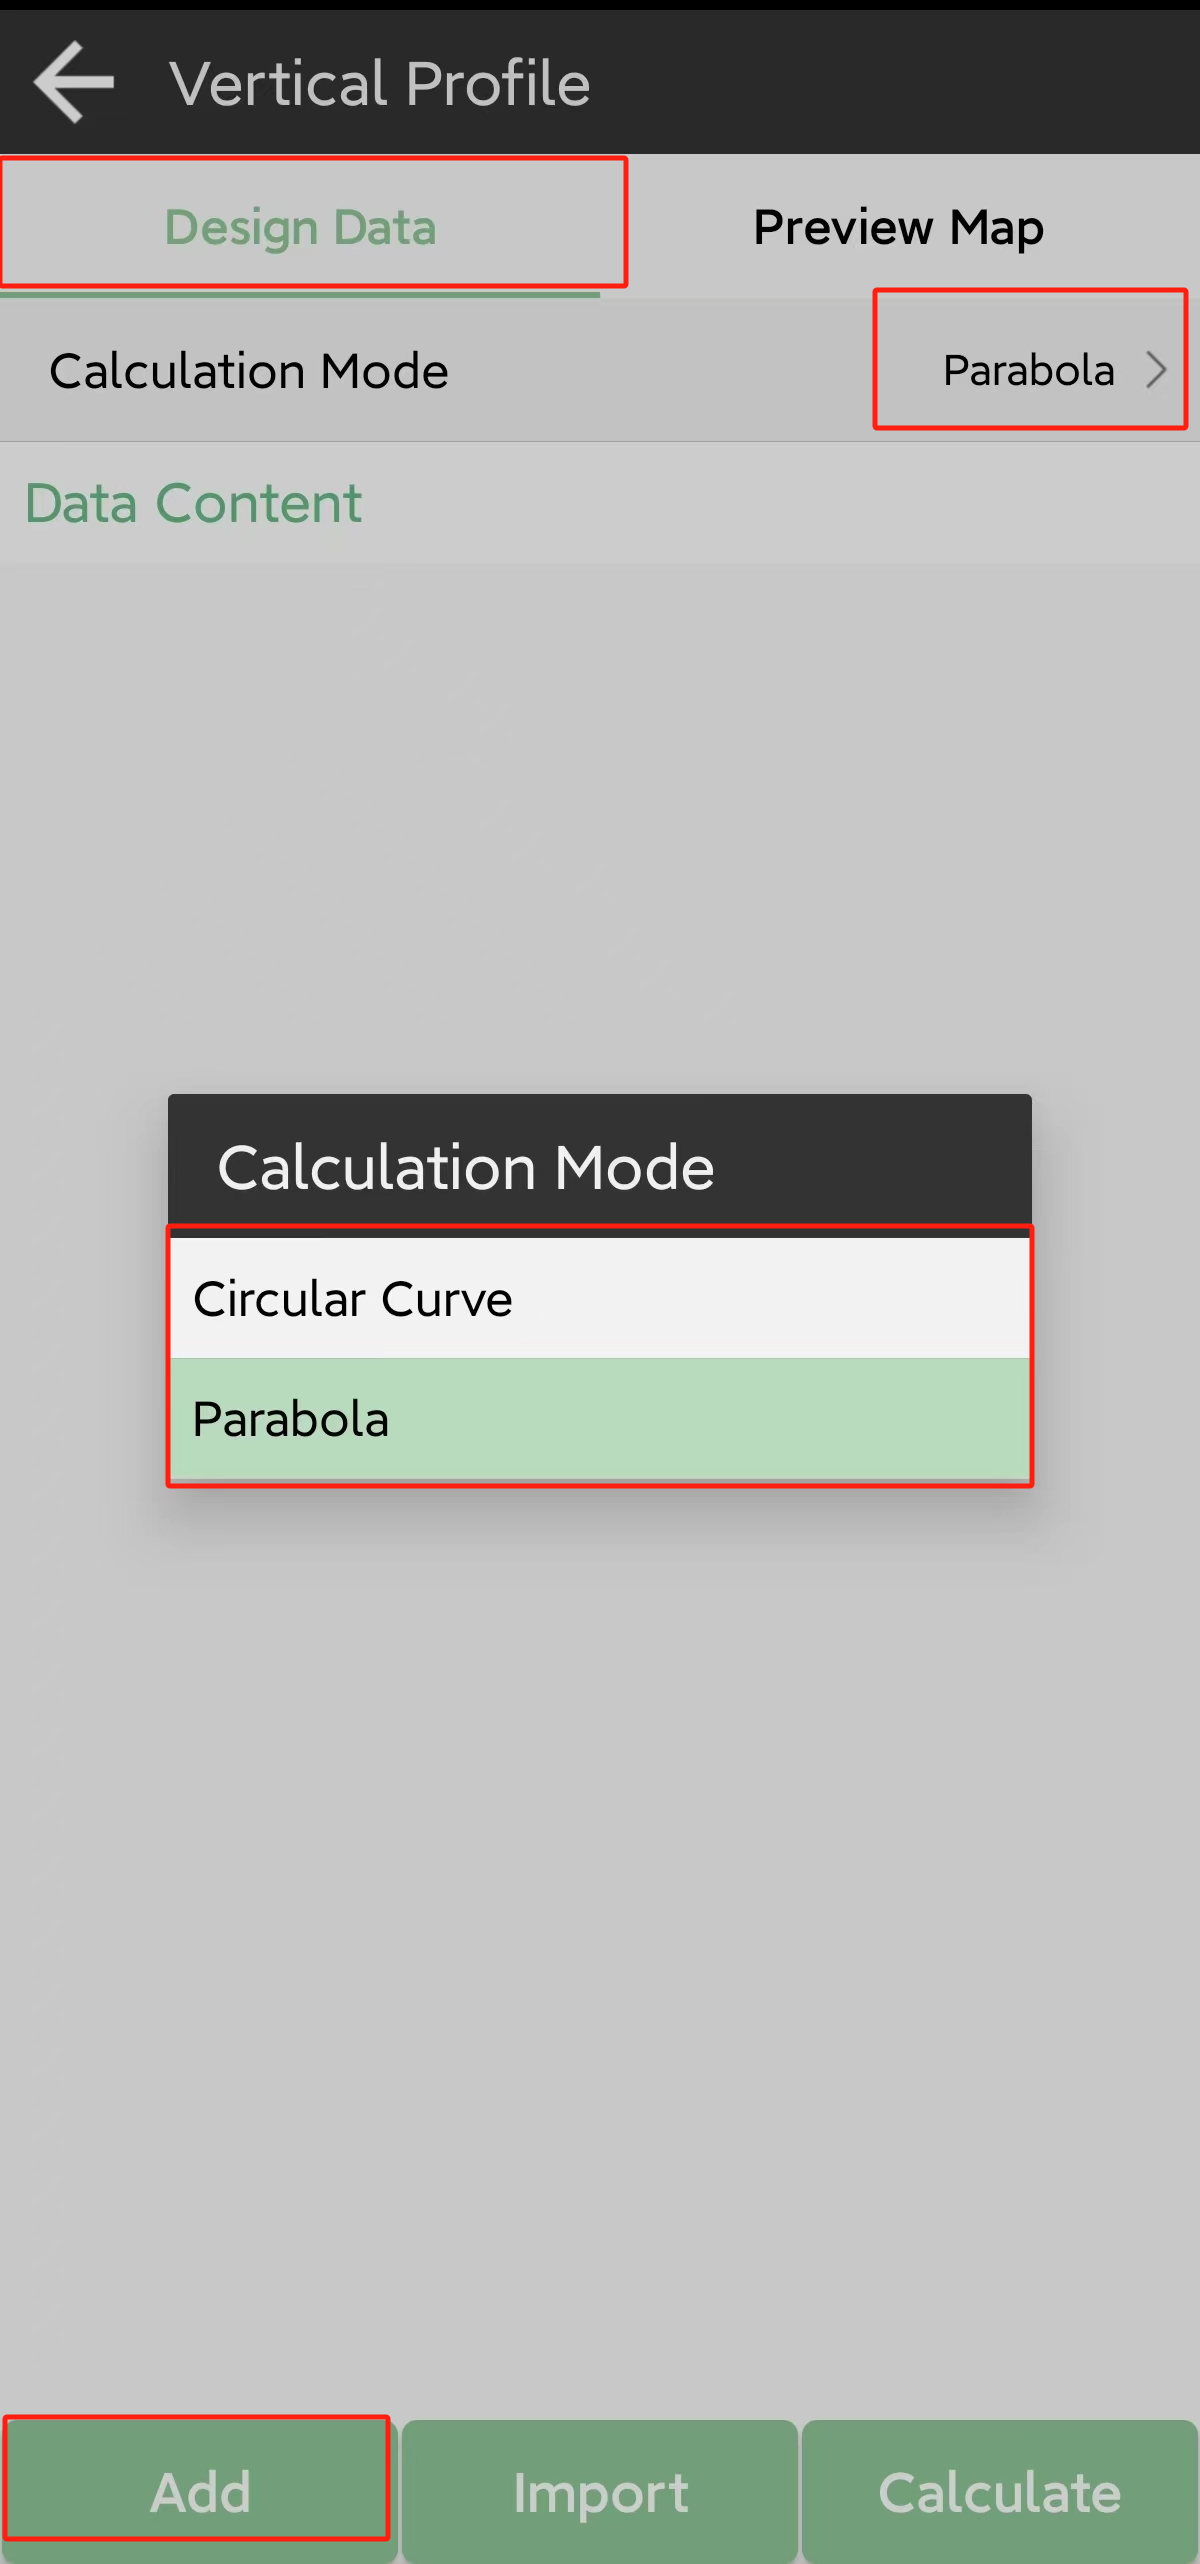 Vertical Profile
Design Data
Preview Map
Calculation Mode
Parabola
Data Content
Calculation Mode
Circular Curve
Parabola
Add
Import
Calculate